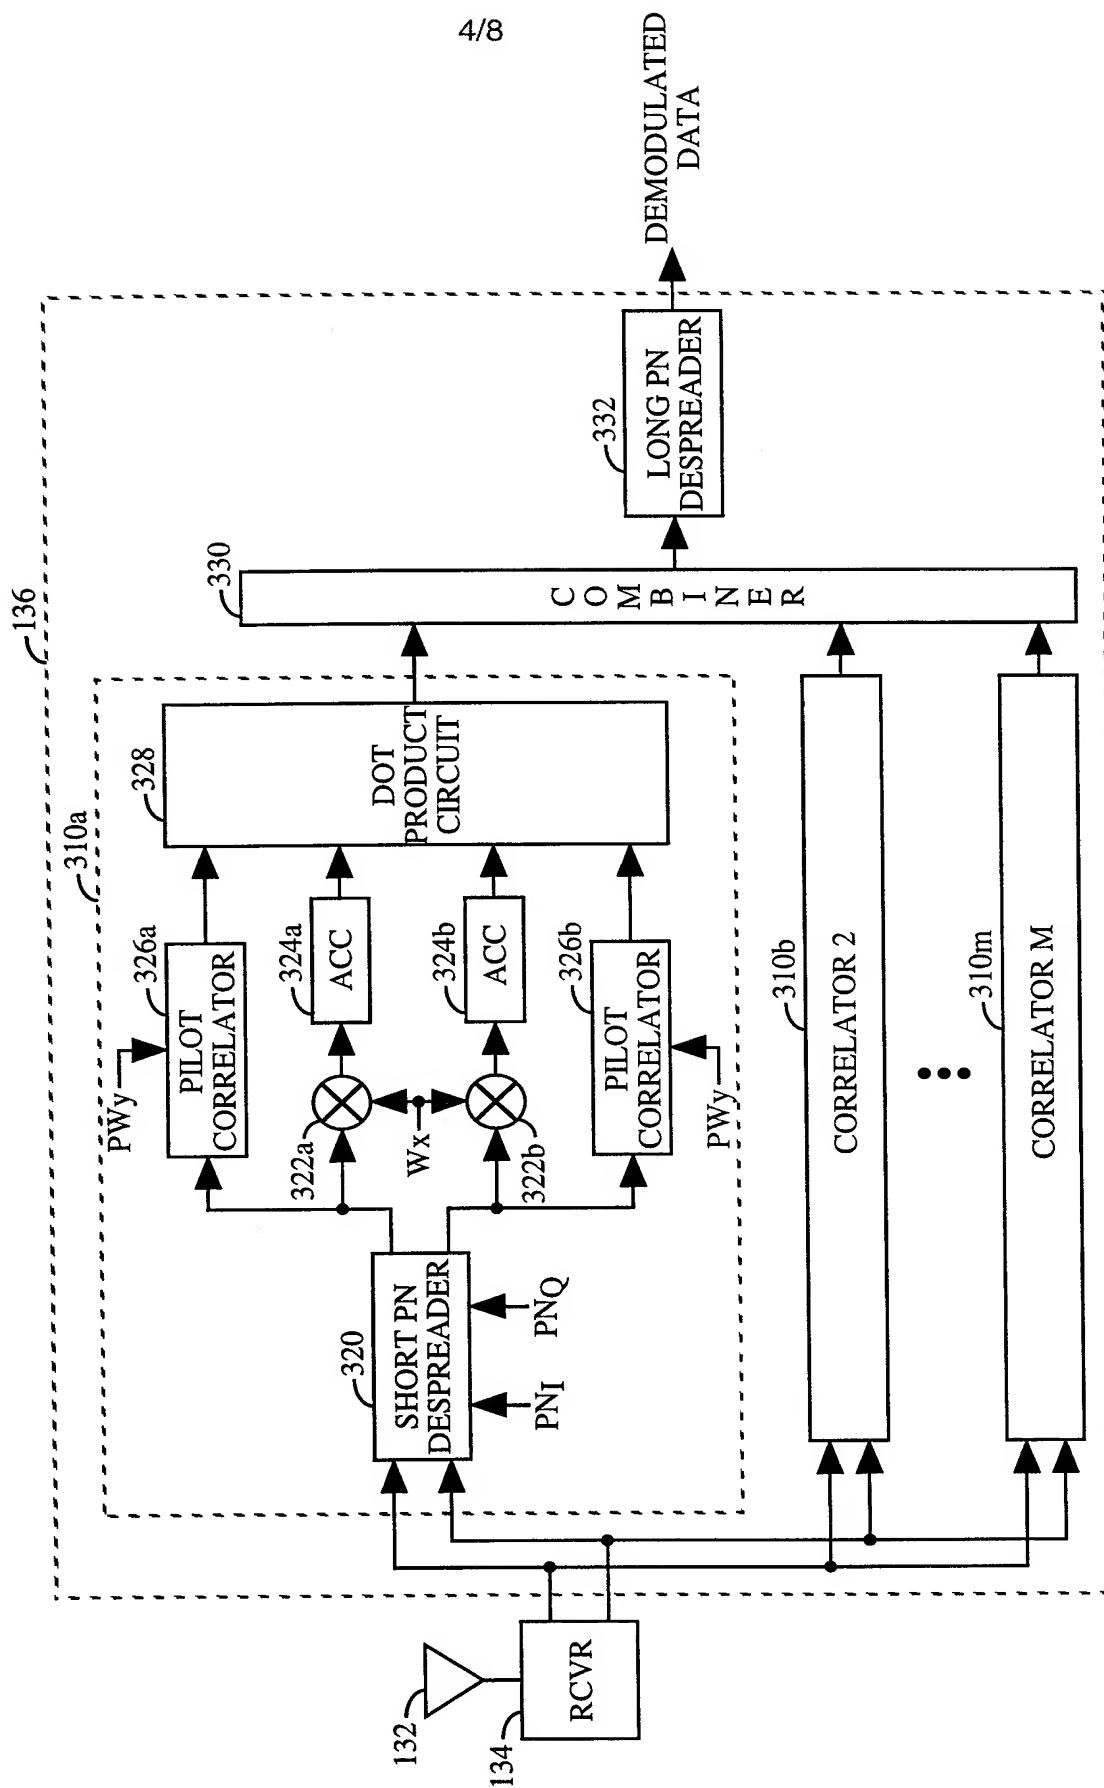 4/8
136
310a
PWy
326a
PILOT
CORRELATOR
328
DOT
PRODUCT
CIRCUIT
330
COMBINER
322a
324a
ACC
Wx
322b
324b
ACC
326b
PILOT
CORRELATOR
PWy
320
SHORT PN
DESPREADER
PNI
PNQ
332
LONG PN
DESPREADER
DEMODULATED
DATA
132
134
RCVR
310b
CORRELATOR 2
310m
CORRELATOR M